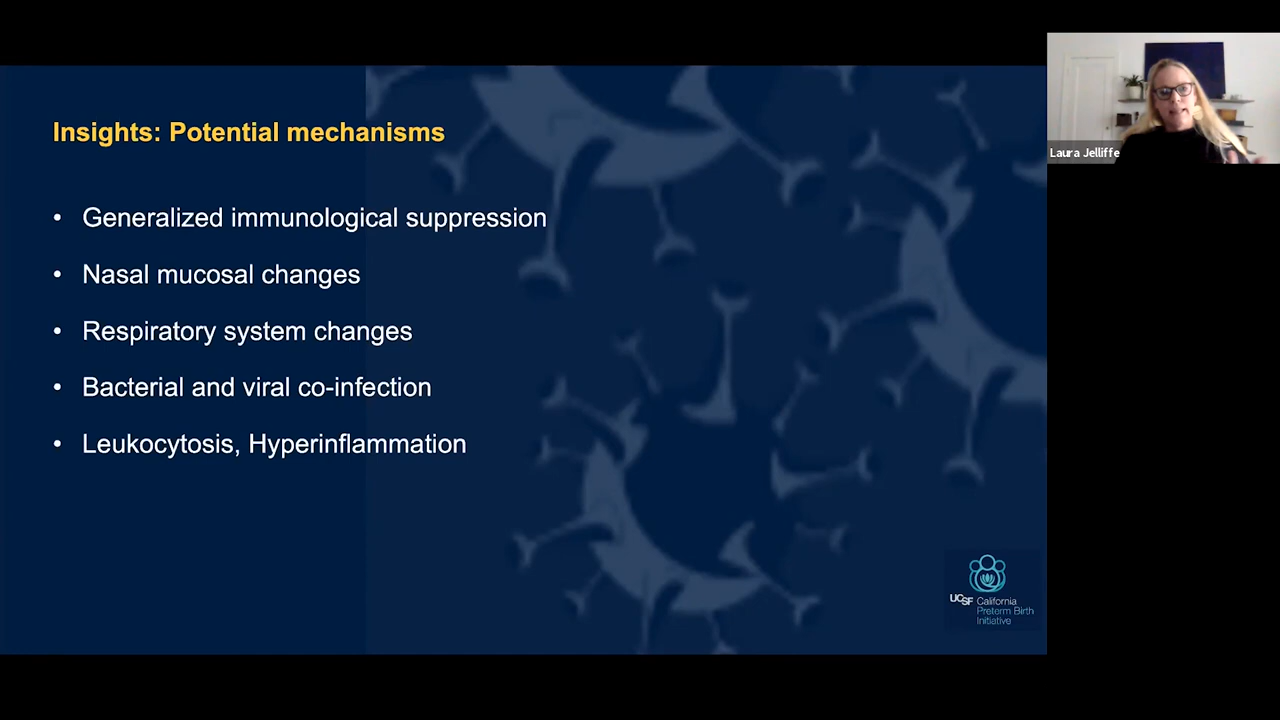 Insights: Potential mechanisms
• Generalized immunological suppression
• Nasal mucosal changes
• Respiratory system changes
• Bacterial and viral co-infection
• Leukocytosis, Hyperinflammation
Laura Jelliffe
UCSF California
Preterm Birth
Initiative